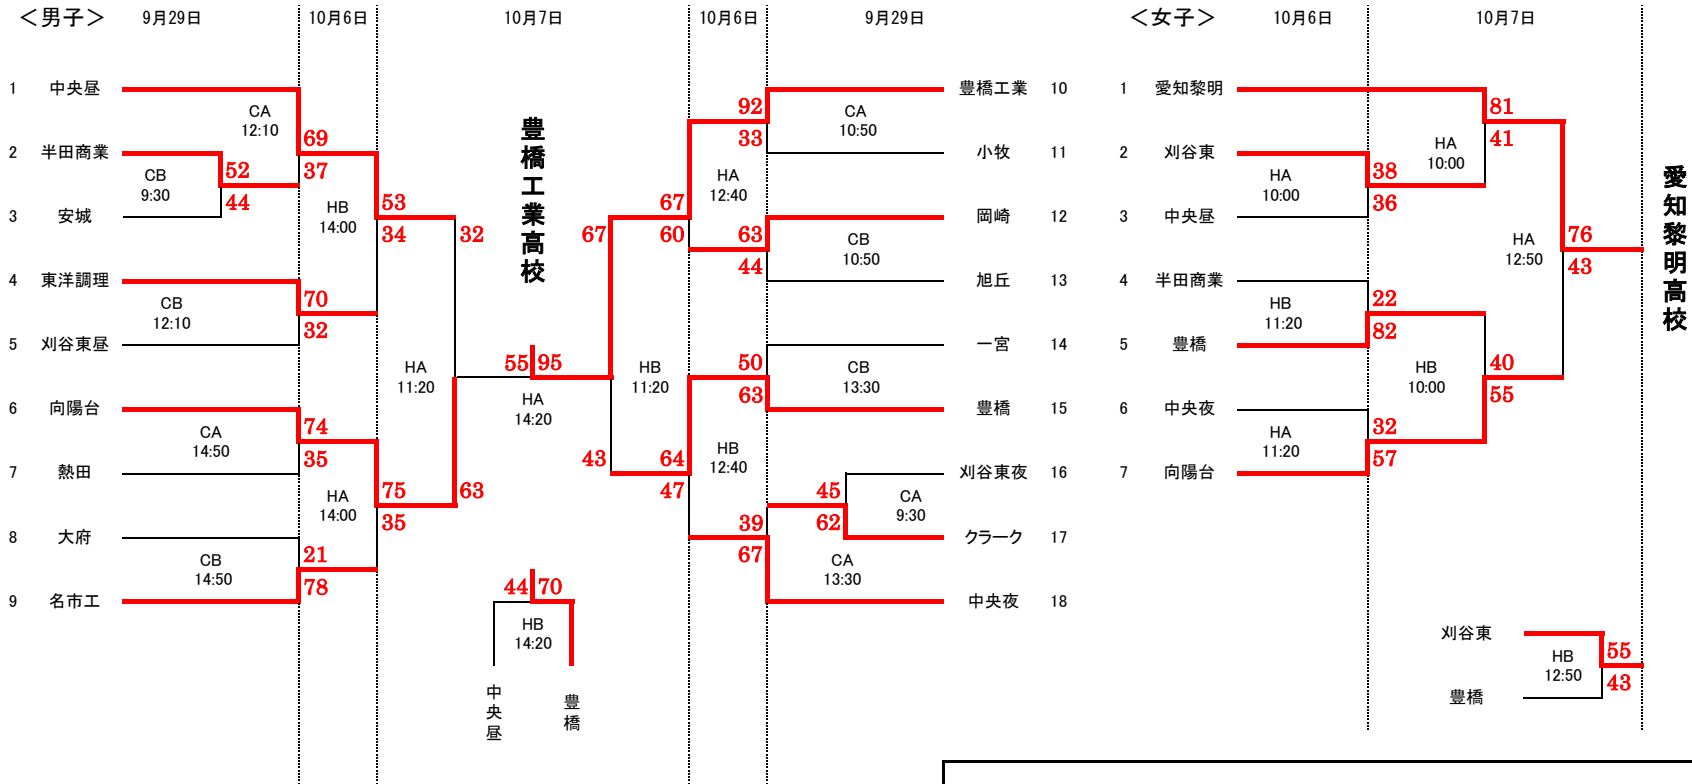 ＜男子＞ 9月29日 10月6日 10月7日 10月6日 9月29日
1 中央昼
CA
12:10
69
37
2 半田商業
52
44
CB
9:30
3 安城
HB
14:00
53
34
32
4 東洋調理
CB
12:10
70
32
5 刈谷東昼
HA
11:20
6 向陽台
CA
14:50
74
35
7 熱田
HA
14:00
75
35
63
8 大府
CB
14:50
21
78
9 名市工
豊橋工業高校
55 95
HA
14:20
44 70
HB
14:20
中央昼
豊橋
豊橋工業 10
92
33
CA
10:50
小牧 11
HA
12:40
67
60
67
岡崎 12
63
44
CB
10:50
旭丘 13
HB
11:20
一宮 14
50
63
CB
13:30
豊橋 15
43
64
47
HB
12:40
刈谷東夜 16
45
62
CA
9:30
クラーク 17
39
67
CA
13:30
中央夜 18
＜女子＞ 10月6日 10月7日
1 愛知黎明
81
41
HA
10:00
2 刈谷東
38
36
HA
10:00
3 中央昼
HA
12:50
76
43
愛知黎明高校
4 半田商業
HB
11:20
22
82
5 豊橋
HB
10:00
40
55
6 中央夜
HA
11:20
32
57
7 向陽台
刈谷東
HB
12:50
55
43
豊橋